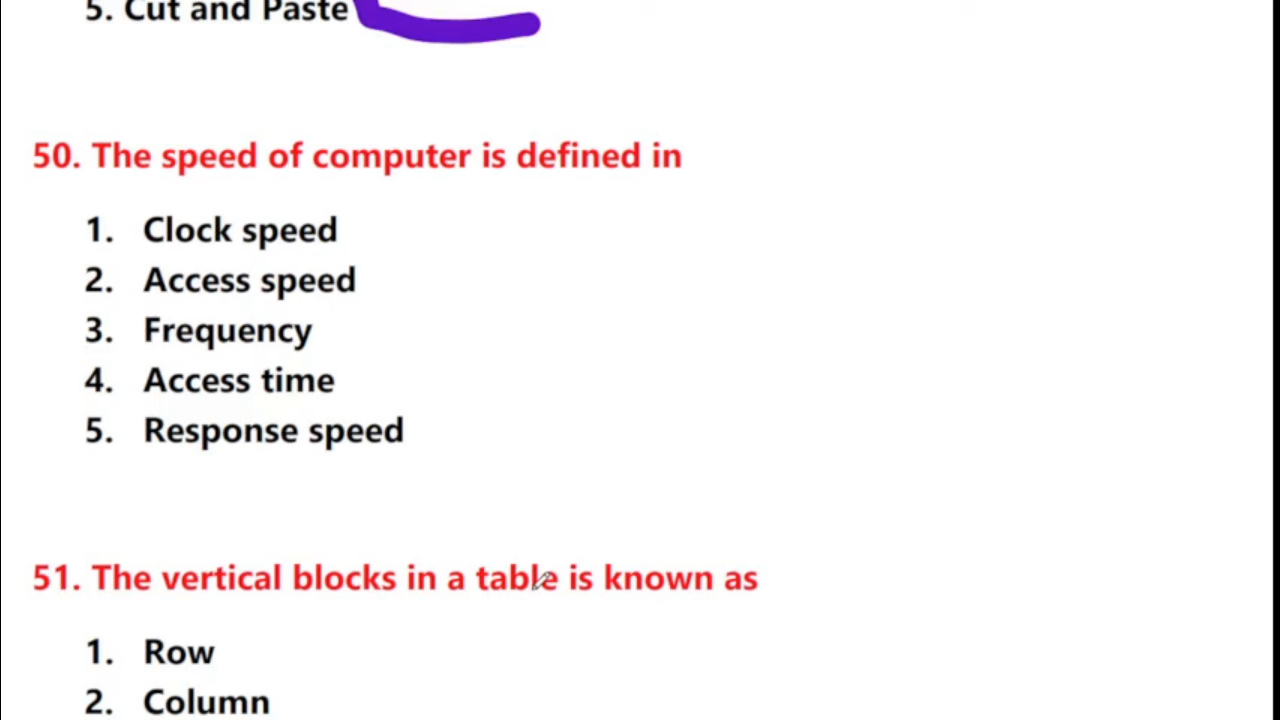 5. Cut and Paste
50. The speed of computer is defined in
1. Clock speed
2. Access speed
3. Frequency
4. Access time
5. Response speed
51. The vertical blocks in a table is known as
1. Row
2. Column